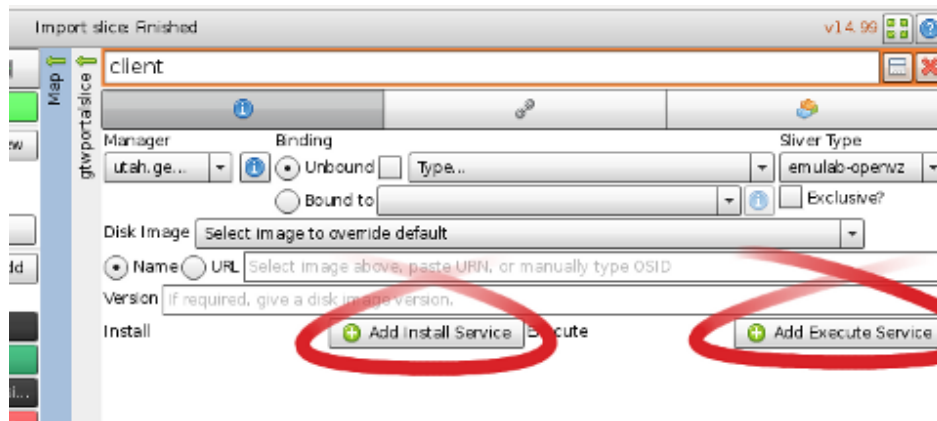 Import slice: Finished
v14.99
Map
gtwportalslice
client
Manager
Binding
Sliver Type
utah.ge...
Unbound
Type...
emulab-openvz
Bound to
Exclusive?
Disk Image
Select image to override default
Name
URL
Select image above, paste URN, or manually type OSID
Version
If required, give a disk image version.
Install
Add Install Service
Execute
Add Execute Service